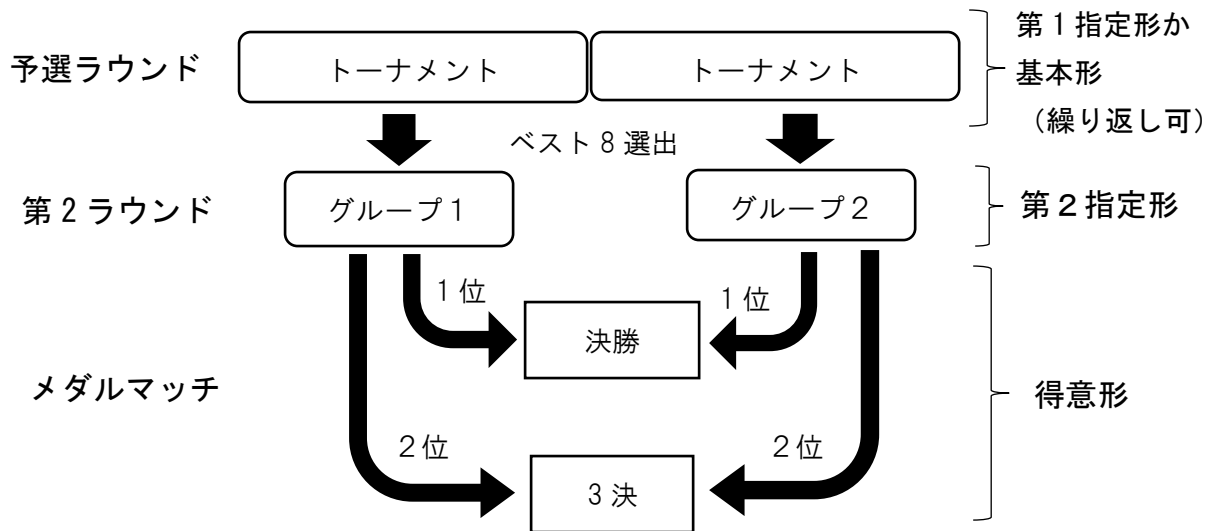 予選ラウンド
トーナメント
トーナメント
第1指定形か
基本形
（繰り返し可）
ベスト8選出
第2ラウンド
グループ1
グループ2
第2指定形
1位
1位
決勝
メダルマッチ
得意形
2位
2位
3決